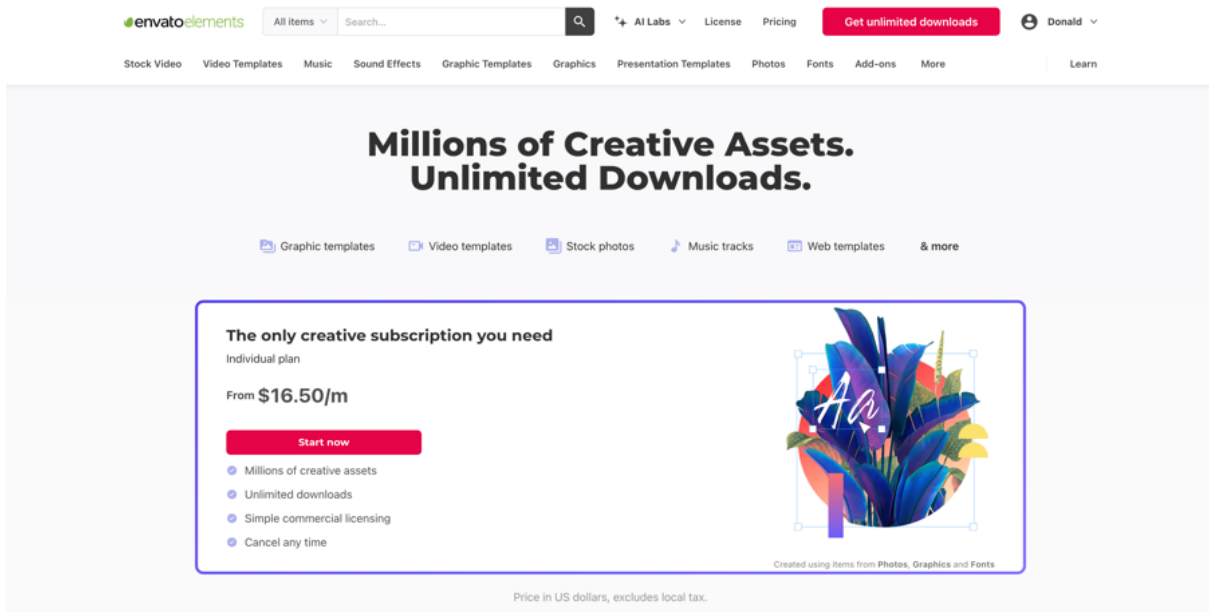 envatoelements All items Search... AI Labs License Pricing Get unlimited downloads Donald
Stock Video Video Templates Music Sound Effects Graphic Templates Graphics Presentation Templates Photos Fonts Add-ons More Learn
Millions of Creative Assets.
Unlimited Downloads.
Graphic templates Video templates Stock photos Music tracks Web templates & more
The only creative subscription you need
Individual plan
From $16.50/m
Start now
Millions of creative assets
Unlimited downloads
Simple commercial licensing
Cancel any time
Aa
Created using items from Photos, Graphics and Fonts
Price in US dollars, excludes local tax.